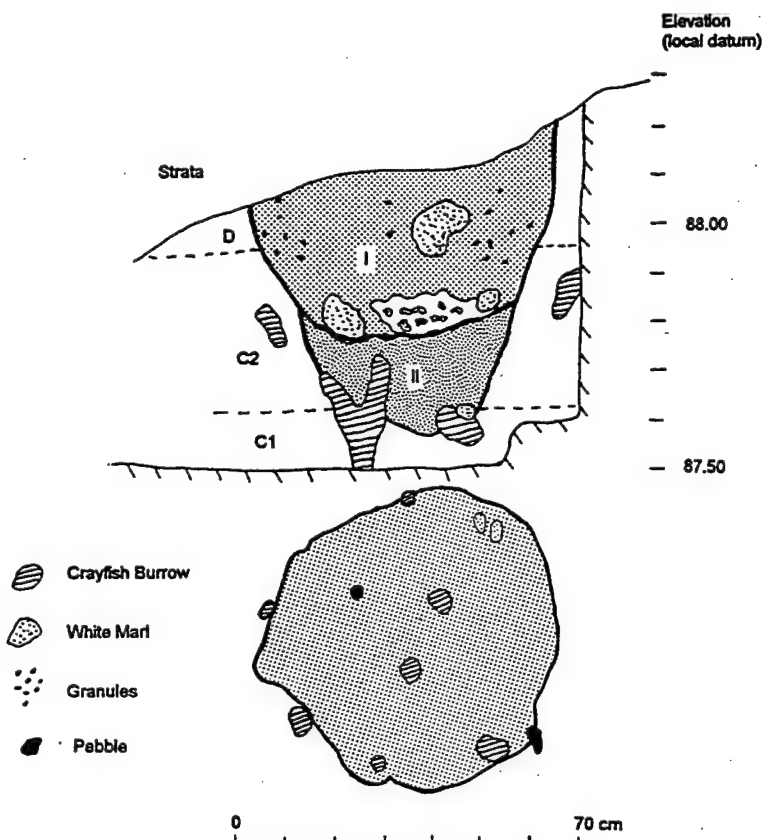 Elevation
(local datum)
Strata
D
88.00
I
C2
II
C1
87.50
Crayfish Burrow
White Marl
Granules
Pebble
0 70 cm